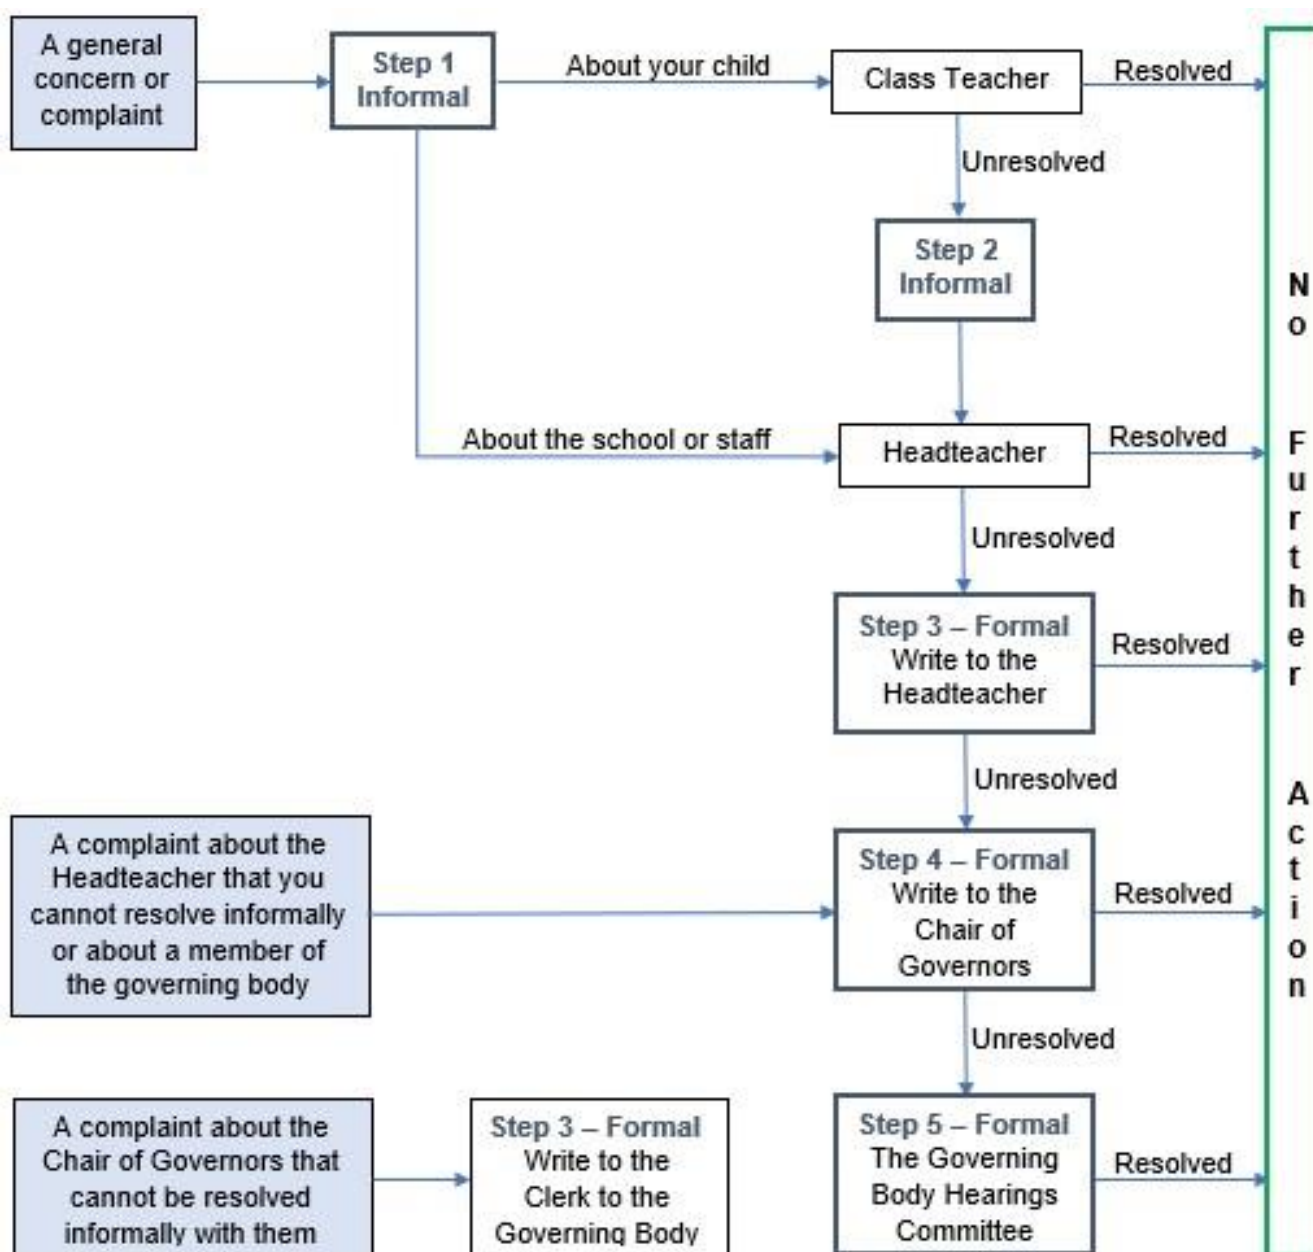 A general
concern or
complaint
Step 1
Informal
About your child
Class Teacher
Resolved
Unresolved
Step 2
Informal
About the school or staff
Headteacher
Resolved
Unresolved
Step 3 – Formal
Write to the
Headteacher
Resolved
Unresolved
A complaint about the
Headteacher that you
cannot resolve informally
or about a member of
the governing body
Step 4 – Formal
Write to the
Chair of
Governors
Resolved
Unresolved
A complaint about the
Chair of Governors that
cannot be resolved
informally with them
Step 3 – Formal
Write to the
Clerk to the
Governing Body
Step 5 – Formal
The Governing
Body Hearings
Committee
Resolved
No Further Action